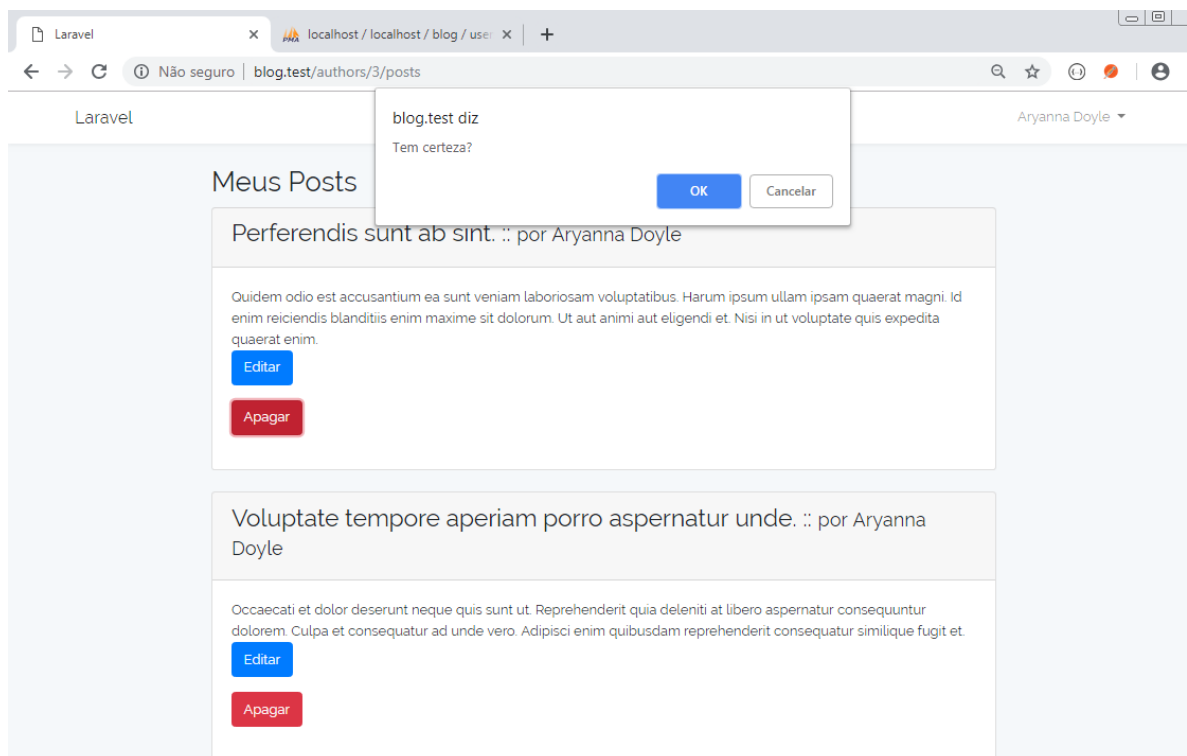 Laravel
localhost / localhost / blog / user
Não seguro
blog.test/authors/3/posts
Laravel
Aryanna Doyle
blog.test diz
Tem certeza?
OK
Cancelar
Meus Posts
Perferendis sunt ab sint. :: por Aryanna Doyle
Quidem odio est accusantium ea sunt veniam laboriosam voluptatibus. Harum ipsum ullam ipsam quaerat magni. Id
enim reiciendis blanditiis enim maxime sit dolorum. Ut aut animi aut eligendi et. Nisi in ut voluptate quis expedita
quaerat enim.
Editar
Apagar
Voluptate tempore aperiam porro aspernatur unde. :: por Aryanna
Doyle
Occaecati et dolor deserunt neque quis sunt ut. Reprehenderit quia deleniti at libero aspernatur consequuntur
dolorem. Culpa et consequatur ad unde vero. Adipisci enim quibusdam reprehenderit consequatur similique fugit et.
Editar
Apagar